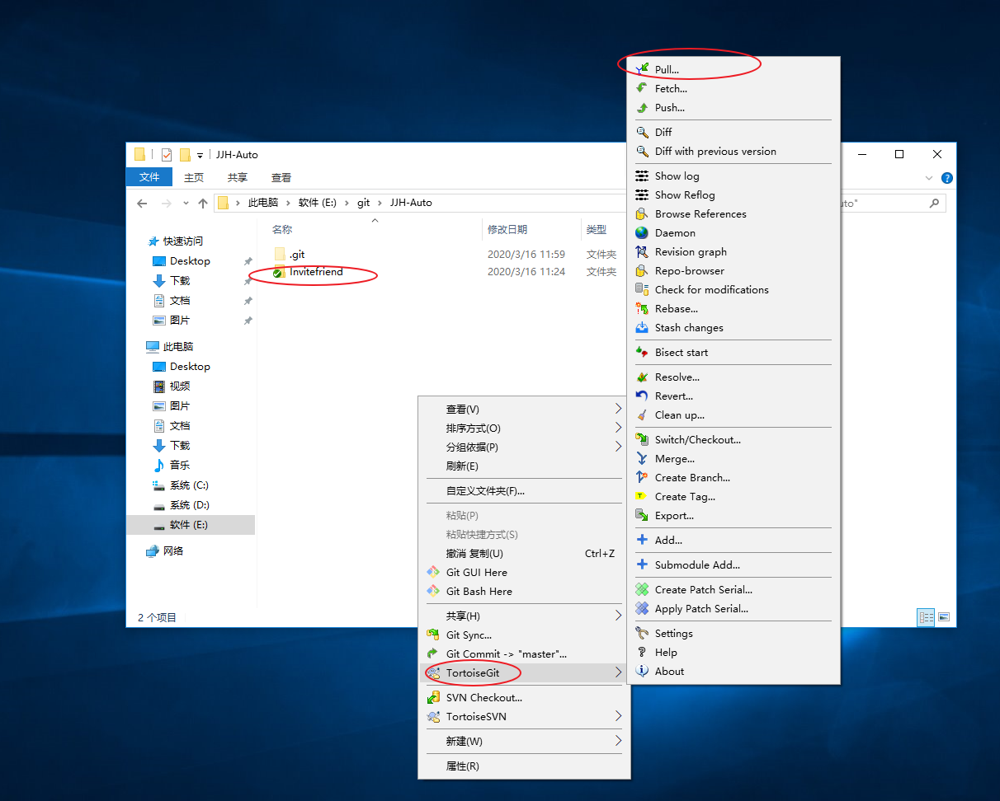 JJH-Auto
文件 主页 共享 查看
此电脑 软件 (E:) git JJH-Auto
uto"
名称 修改日期 类型
.git 2020/3/16 11:59 文件夹
Invitefriend 2020/3/16 11:24 文件夹
快速访问
Desktop
下载
文档
图片
此电脑
Desktop
视频
图片
文档
下载
音乐
系统 (C:)
系统 (D:)
软件 (E:)
网络
2 个项目
查看(V)
排序方式(O)
分组依据(P)
刷新(E)
自定义文件夹(F)...
粘贴(P)
粘贴快捷方式(S)
撤消 复制(U) Ctrl+Z
Git GUI Here
Git Bash Here
共享(H)
Git Sync...
Git Commit -> "master"...
TortoiseGit
SVN Checkout...
TortoiseSVN
新建(W)
属性(R)
Pull...
Fetch...
Push...
Diff
Diff with previous version
Show log
Show Reflog
Browse References
Daemon
Revision graph
Repo-browser
Check for modifications
Rebase...
Stash changes
Bisect start
Resolve...
Revert...
Clean up...
Switch/Checkout...
Merge...
Create Branch...
Create Tag...
Export...
Add...
Submodule Add...
Create Patch Serial...
Apply Patch Serial...
Settings
Help
About